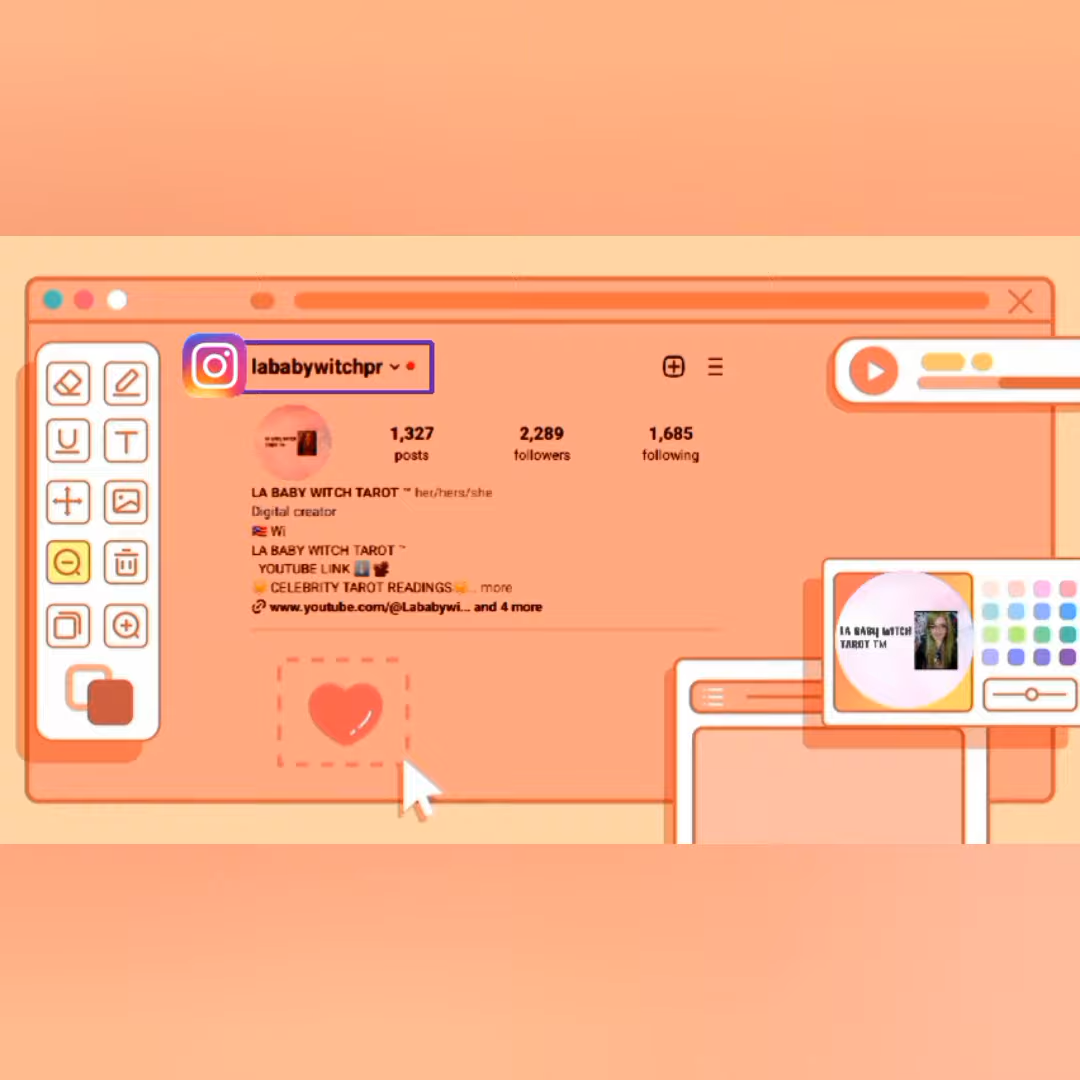 lababywitchpr
1,327 2,289 1,685
posts followers following
LA BABY WITCH TAROT ™ her/hers/she
Digital creator
🇵🇷 Wi
LA BABY WITCH TAROT ™
YOUTUBE LINK ⬇️
CELEBRITY TAROT READINGS... more
www.youtube.com/@Lababywi... and 4 more
LA BABY WITCH
TAROT TM
U T